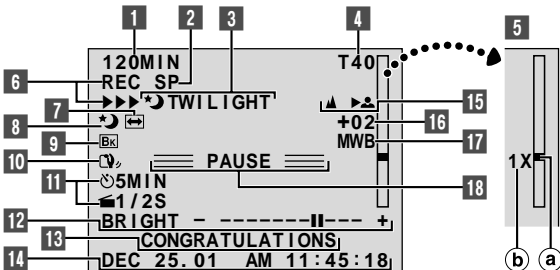 1 2 3 4 5
120MIN T40
6 REC SP
TWILIGHT 15
7 +02 16
8 MWB 17
9 BK
10 PAUSE 18 1X
11 5MIN
1/2S
12 BRIGHT - --------- --- +
13 CONGRATULATIONS
14 DEC 25.01 AM 11:45:18 b a